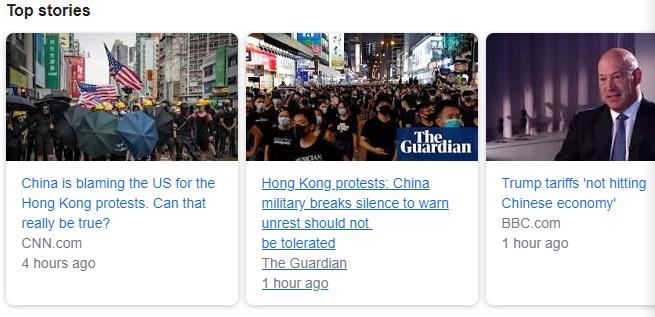 Top stories
The
Guardian
China is blaming the US for the
Hong Kong protests. Can that
really be true?
CNN.com
4 hours ago
Hong Kong protests: China
military breaks silence to warn
unrest should not
be tolerated
The Guardian
1 hour ago
Trump tariffs 'not hitting
Chinese economy'
BBC.com
1 hour ago